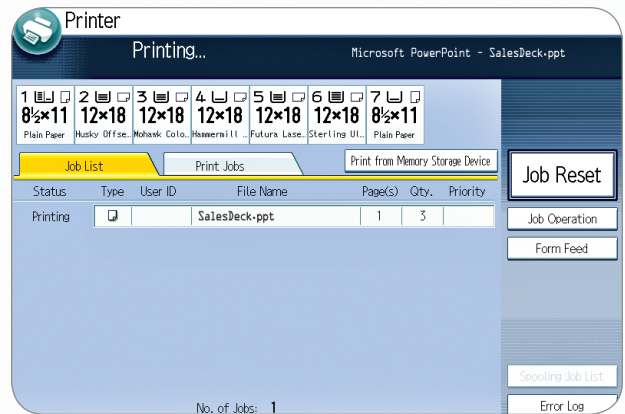 Printer
Printing... Microsoft PowerPoint - SalesDeck.ppt
1 2 3 4 5 6 7
8½×11 12×18 12×18 12×18 12×18 12×18 8½×11
Plain Paper Husky Offse… Mohawk Colo… Hammermill … Futura Lase… Sterling Ul… Plain Paper
Job List Print Jobs Print from Memory Storage Device
Job Reset
Status Type User ID File Name Page(s) Qty. Priority
Printing SalesDeck.ppt 1 3
Job Operation
Form Feed
Spooling Job List
No. of Jobs: 1
Error Log